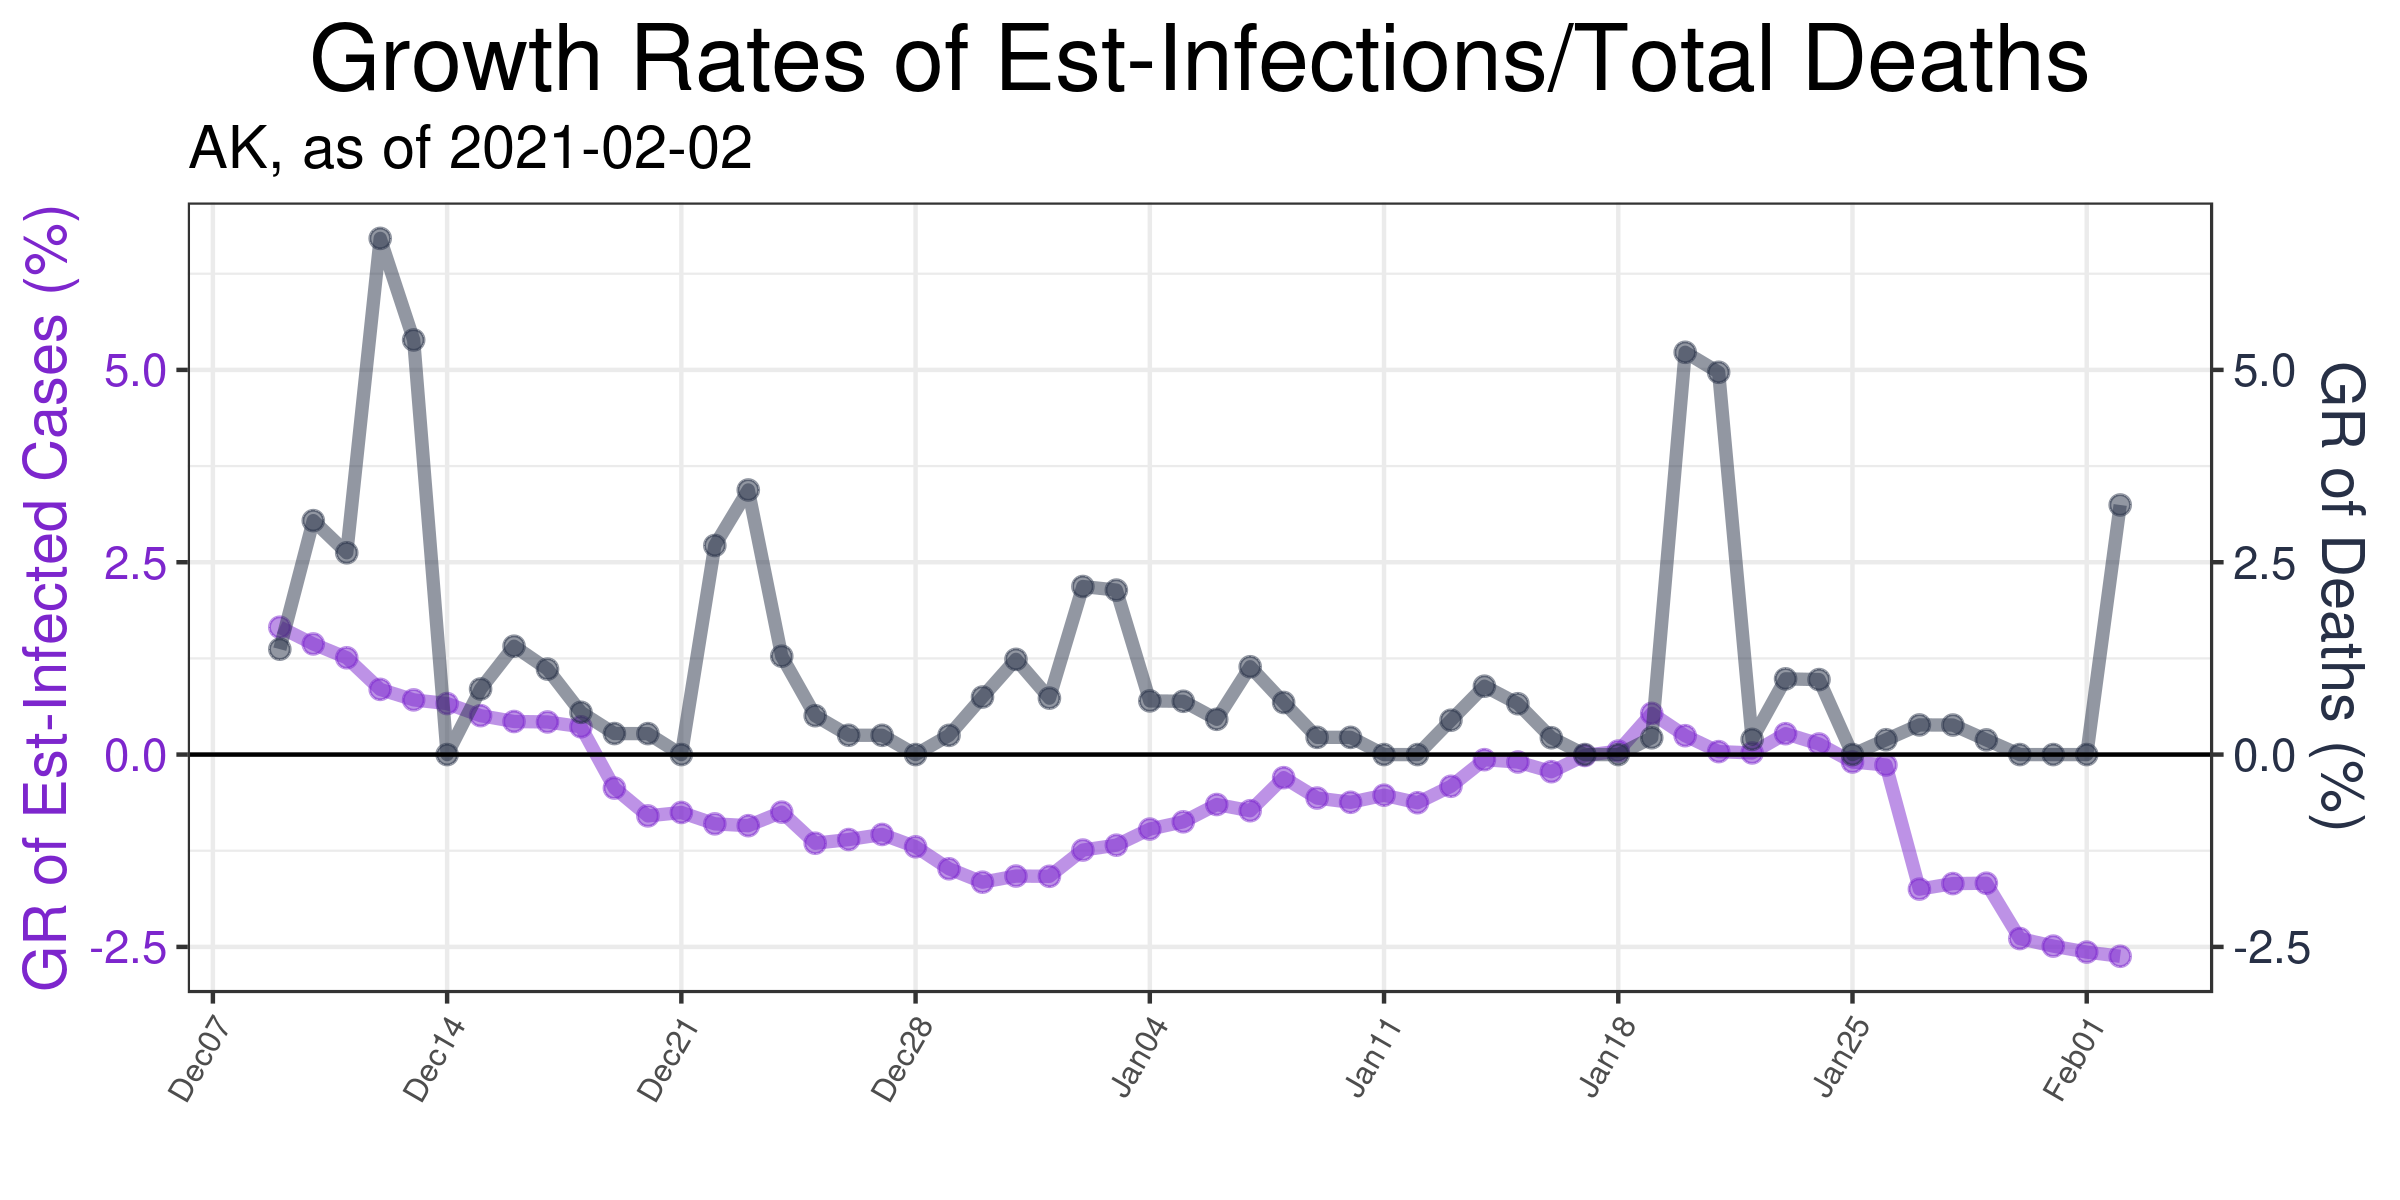 Growth Rates of Est-Infections/Total Deaths
AK, as of 2021-02-02
GR of Est-Infected Cases (%)
5.0
2.5
0.0
-2.5
5.0
2.5
0.0
-2.5
GR of Deaths (%)
Dec07
Dec14
Dec21
Dec28
Jan04
Jan11
Jan18
Jan25
Feb01